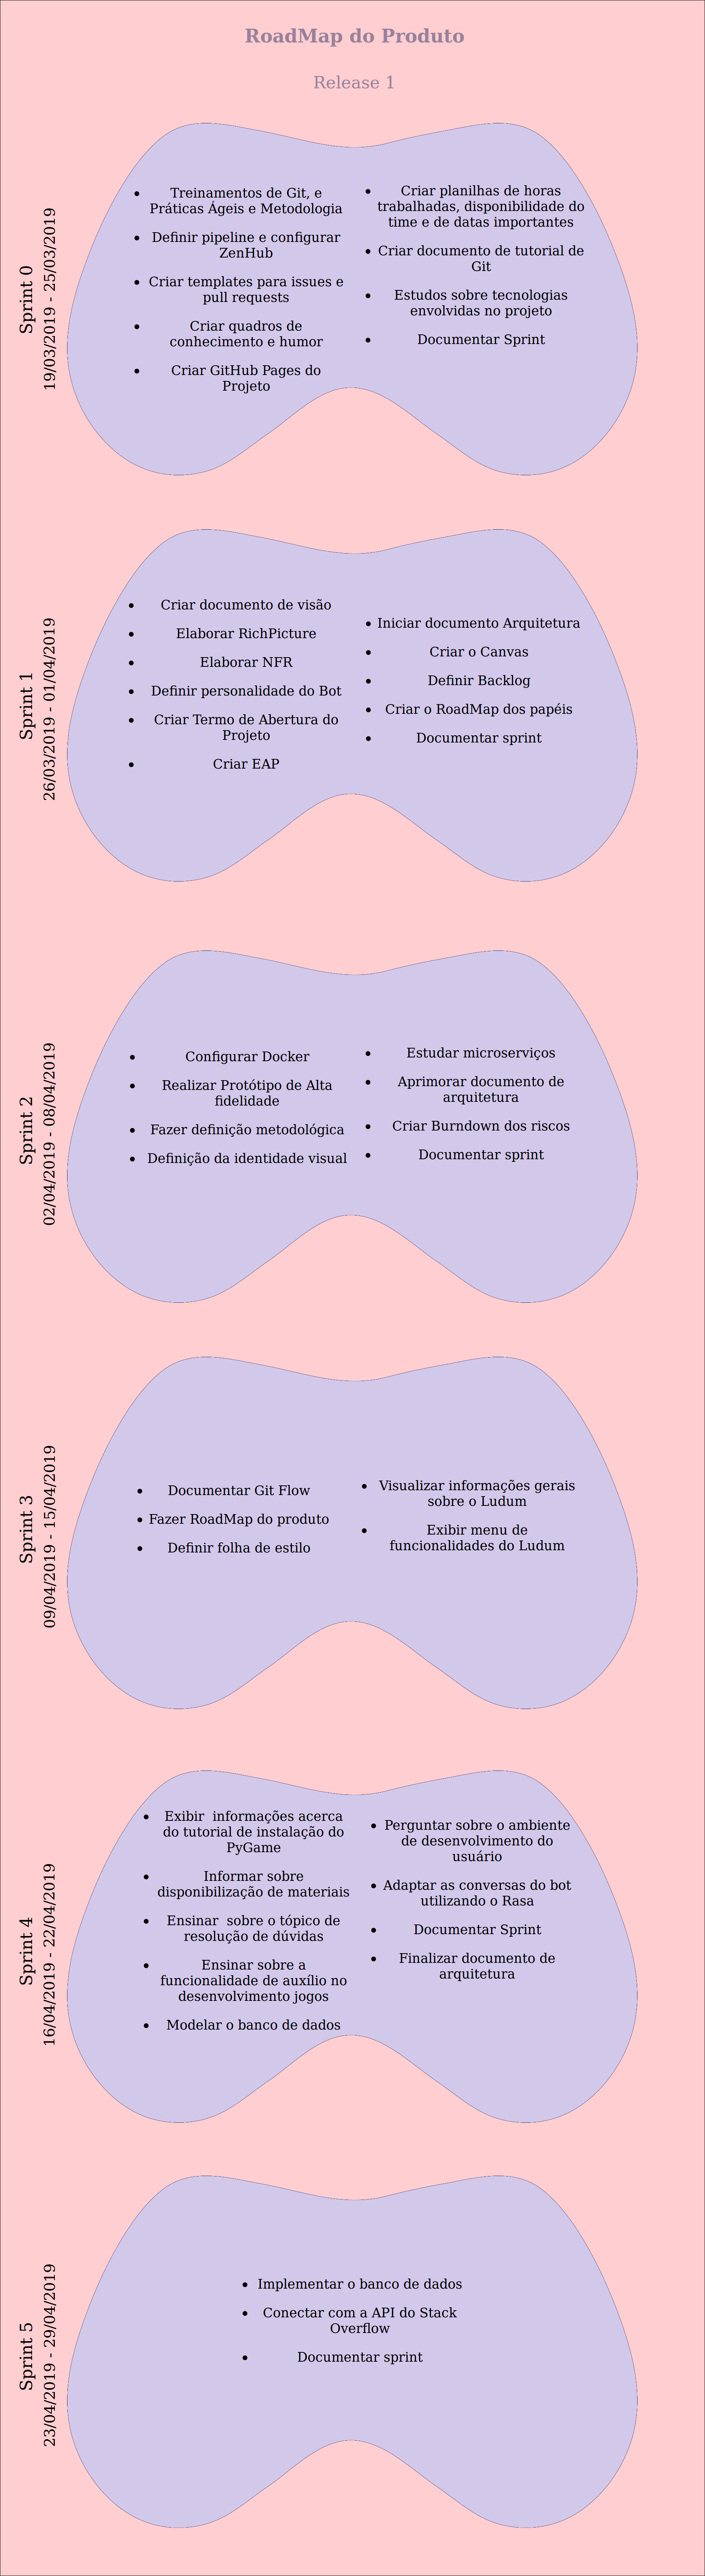 RoadMap do Produto
Release 1
Sprint 0
19/03/2019 - 25/03/2019
• Treinamentos de Git, e
Práticas Ágeis e Metodologia
• Definir pipeline e configurar
ZenHub
• Criar templates para issues e
pull requests
• Criar quadros de
conhecimento e humor
• Criar GitHub Pages do
Projeto
• Criar planilhas de horas
trabalhadas, disponibilidade do
time e de datas importantes
• Criar documento de tutorial de
Git
• Estudos sobre tecnologias
envolvidas no projeto
• Documentar Sprint
Sprint 1
26/03/2019 - 01/04/2019
• Criar documento de visão
• Elaborar RichPicture
• Elaborar NFR
• Definir personalidade do Bot
• Criar Termo de Abertura do
Projeto
• Criar EAP
• Iniciar documento Arquitetura
• Criar o Canvas
• Definir Backlog
• Criar o RoadMap dos papéis
• Documentar sprint
Sprint 2
02/04/2019 - 08/04/2019
• Configurar Docker
• Realizar Protótipo de Alta
fidelidade
• Fazer definição metodológica
• Definição da identidade visual
• Estudar microserviços
• Aprimorar documento de
arquitetura
• Criar Burndown dos riscos
• Documentar sprint
Sprint 3
09/04/2019 - 15/04/2019
• Documentar Git Flow
• Fazer RoadMap do produto
• Definir folha de estilo
• Visualizar informações gerais
sobre o Ludum
• Exibir menu de
funcionalidades do Ludum
Sprint 4
16/04/2019 - 22/04/2019
• Exibir  informações acerca
do tutorial de instalação do
PyGame
• Informar sobre
disponibilização de materiais
• Ensinar  sobre o tópico de
resolução de dúvidas
• Ensinar sobre a
funcionalidade de auxílio no
desenvolvimento jogos
• Modelar o banco de dados
• Perguntar sobre o ambiente
de desenvolvimento do
usuário
• Adaptar as conversas do bot
utilizando o Rasa
• Documentar Sprint
• Finalizar documento de
arquitetura
Sprint 5
23/04/2019 - 29/04/2019
• Implementar o banco de dados
• Conectar com a API do Stack
Overflow
• Documentar sprint